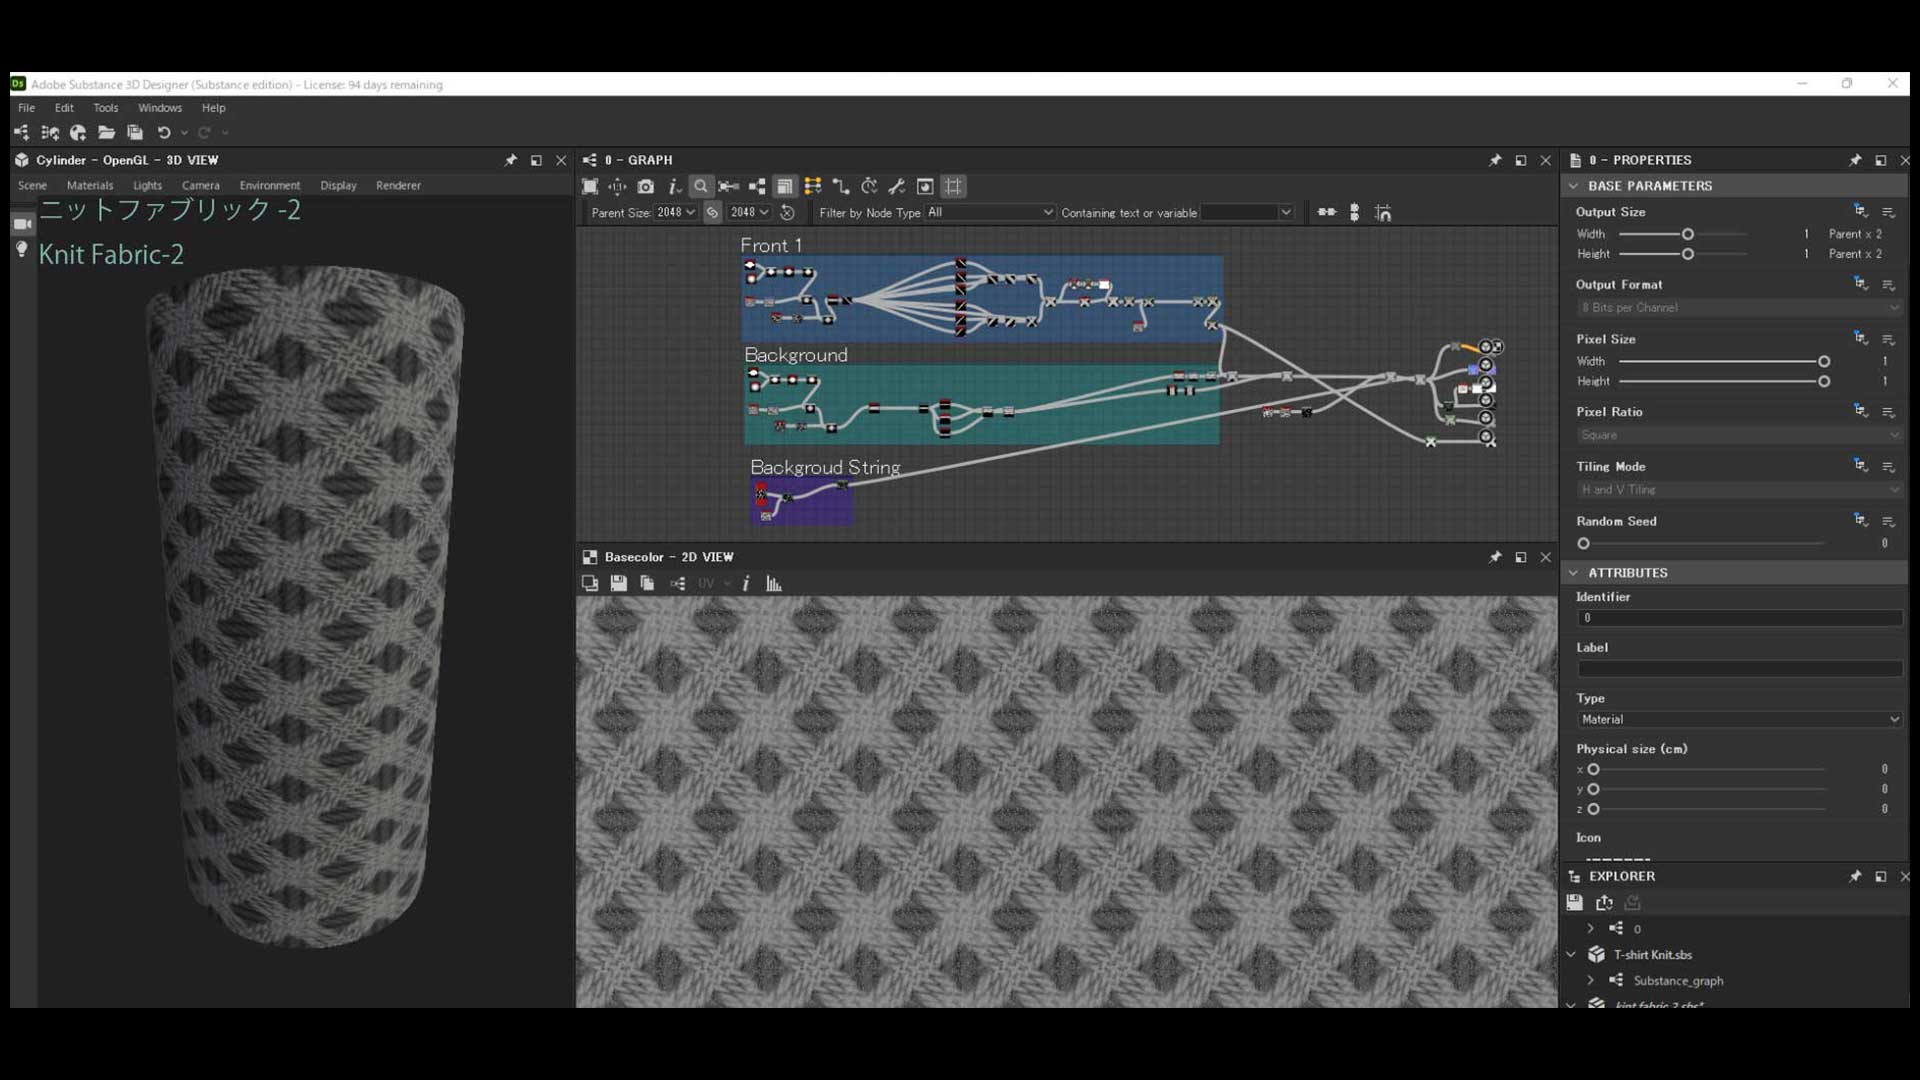 Ds Adobe Substance 3D Designer (Substance edition) - License: 94 days remaining
File Edit Tools Windows Help
Cylinder - OpenGL - 3D VIEW
Scene Materials Lights Camera Environment Display Renderer
ニットファブリック -2
Knit Fabric-2
0 - GRAPH
Parent Size: 2048 2048 Filter by Node Type All Containing text or variable
Front 1
Background
Backgroud String
Basecolor - 2D VIEW
UV
0 - PROPERTIES
BASE PARAMETERS
Output Size
Width 1 Parent x 2
Height 1 Parent x 2
Output Format
8 Bits per Channel
Pixel Size
Width 1
Height 1
Pixel Ratio
Square
Tiling Mode
H and V Tiling
Random Seed
0
ATTRIBUTES
Identifier
0
Label
Type
Material
Physical size (cm)
x 0
y 0
z 0
Icon
EXPLORER
0
T-shirt Knit.sbs
Substance_graph